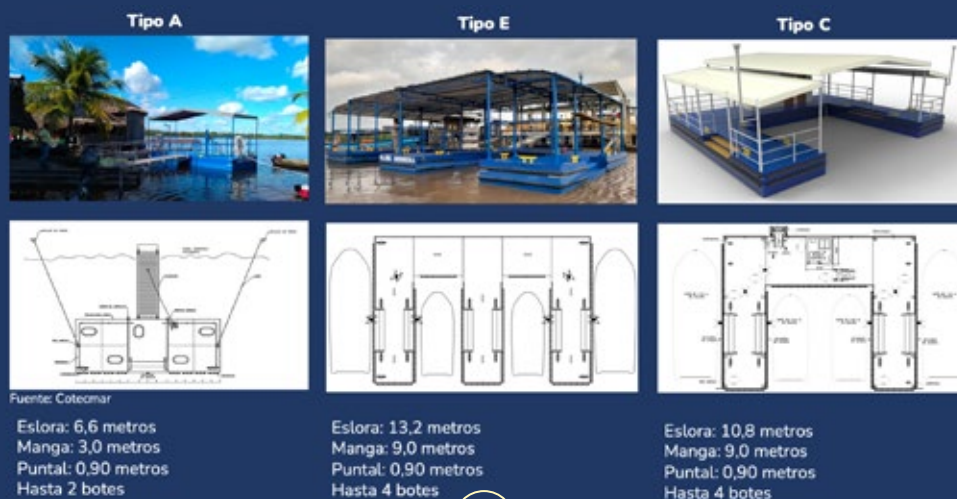 Tipo A
Tipo E
Tipo C
Fuente: Cotecmar
Eslora: 6,6 metros
Manga: 3,0 metros
Puntal: 0,90 metros
Hasta 2 botes
Eslora: 13,2 metros
Manga: 9,0 metros
Puntal: 0,90 metros
Hasta 4 botes
Eslora: 10,8 metros
Manga: 9,0 metros
Puntal: 0,90 metros
Hasta 4 botes